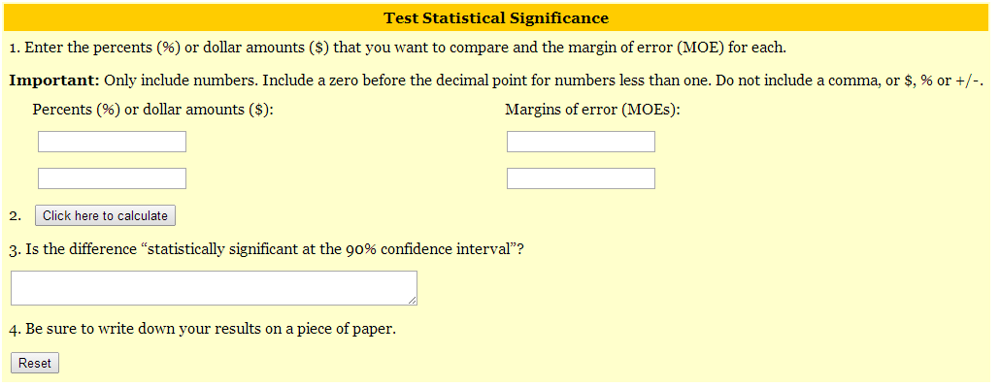 Test Statistical Significance
1. Enter the percents (%) or dollar amounts ($) that you want to compare and the margin of error (MOE) for each.
Important: Only include numbers. Include a zero before the decimal point for numbers less than one. Do not include a comma, or $, % or +/-.
Percents (%) or dollar amounts ($): Margins of error (MOEs):
2. Click here to calculate
3. Is the difference “statistically significant at the 90% confidence interval”?
4. Be sure to write down your results on a piece of paper.
Reset